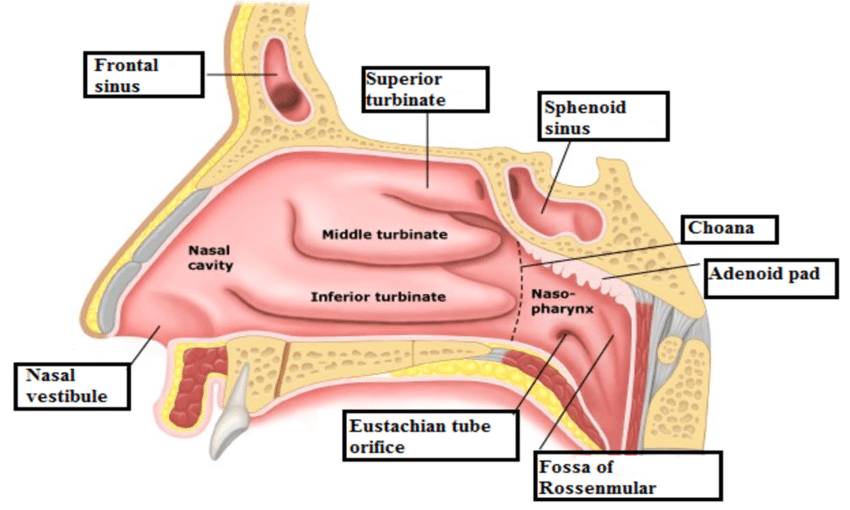 Frontal
sinus
Superior
turbinate
Sphenoid
sinus
Choana
Middle turbinate
Nasal
cavity
Adenoid pad
Inferior turbinate
Naso-
pharynx
Nasal
vestibule
Eustachian tube
orifice
Fossa of
Rossenmular